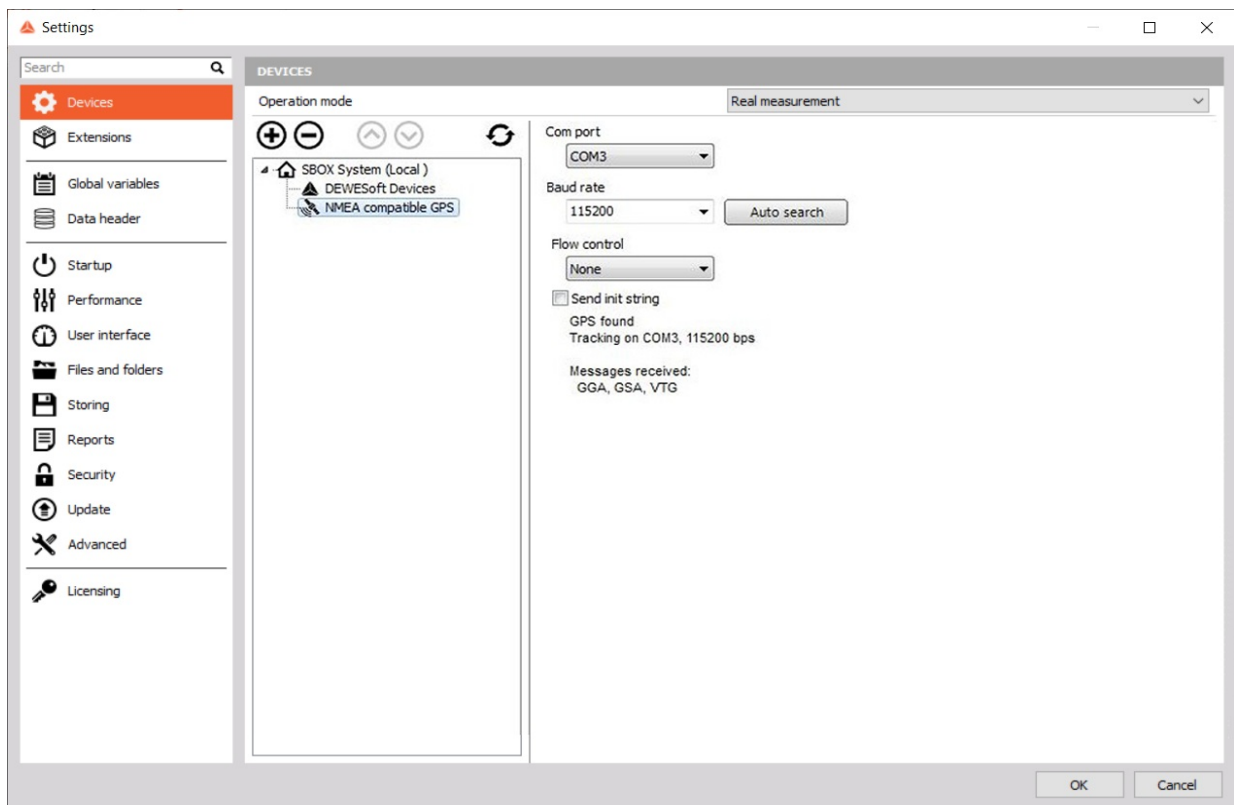 Settings
Search
DEVICES
Devices
Extensions
Global variables
Data header
Startup
Performance
User interface
Files and folders
Storing
Reports
Security
Update
Advanced
Licensing
Operation mode
Real measurement
SBOX System (Local )
DEWESoft Devices
NMEA compatible GPS
Com port
COM3
Baud rate
115200
Auto search
Flow control
None
Send init string
GPS found
Tracking on COM3, 115200 bps
Messages received:
GGA, GSA, VTG
OK
Cancel